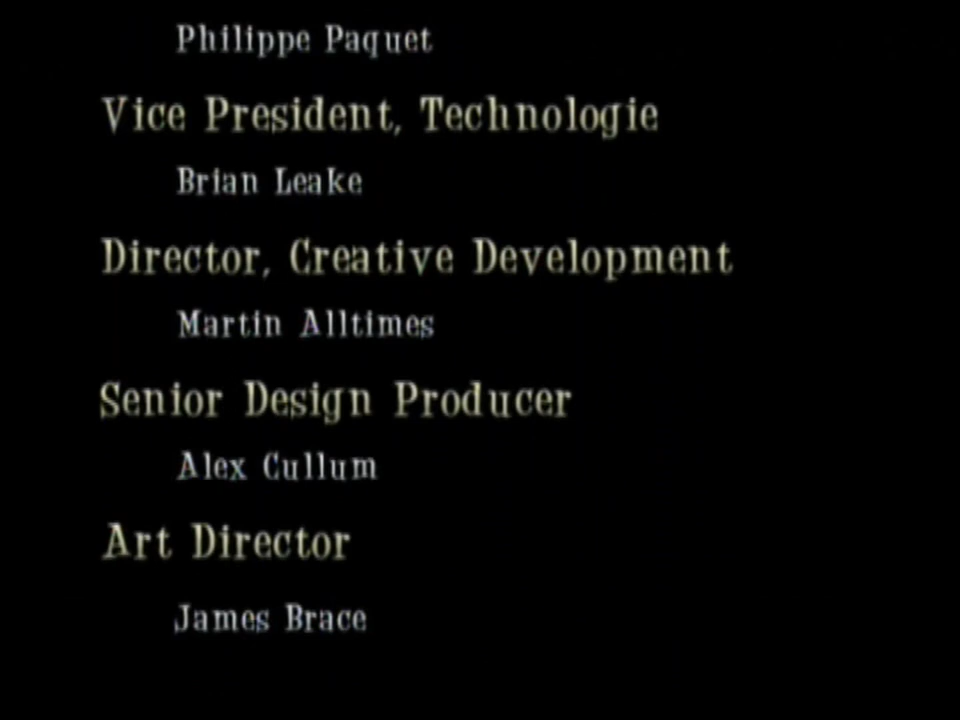 Philippe Paquet
Vice President, Technologie
Brian Leake
Director, Creative Development
Martin Alltimes
Senior Design Producer
Alex Cullum
Art Director
James Brace